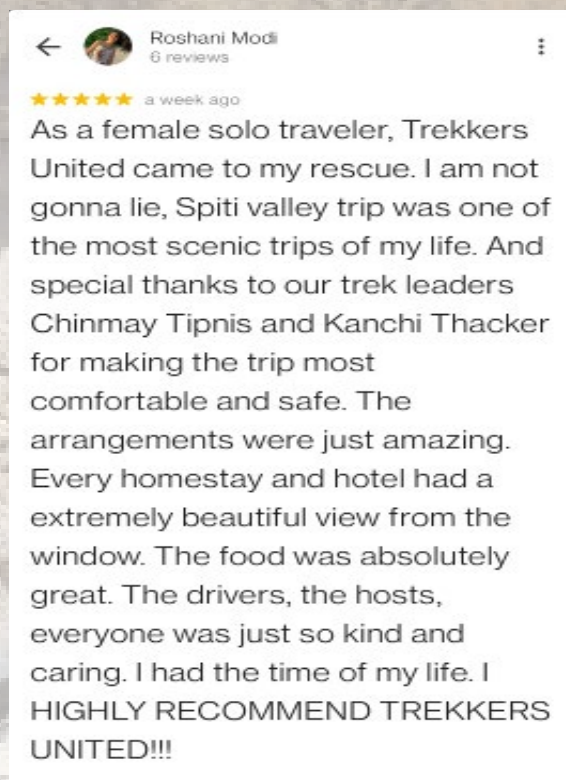 Roshani Modi
6 reviews
a week ago
As a female solo traveler, Trekkers
United came to my rescue. I am not
gonna lie, Spiti valley trip was one of
the most scenic trips of my life. And
special thanks to our trek leaders
Chinmay Tipnis and Kanchi Thacker
for making the trip most
comfortable and safe. The
arrangements were just amazing.
Every homestay and hotel had a
extremely beautiful view from the
window. The food was absolutely
great. The drivers, the hosts,
everyone was just so kind and
caring. I had the time of my life. I
HIGHLY RECOMMEND TREKKERS
UNITED!!!